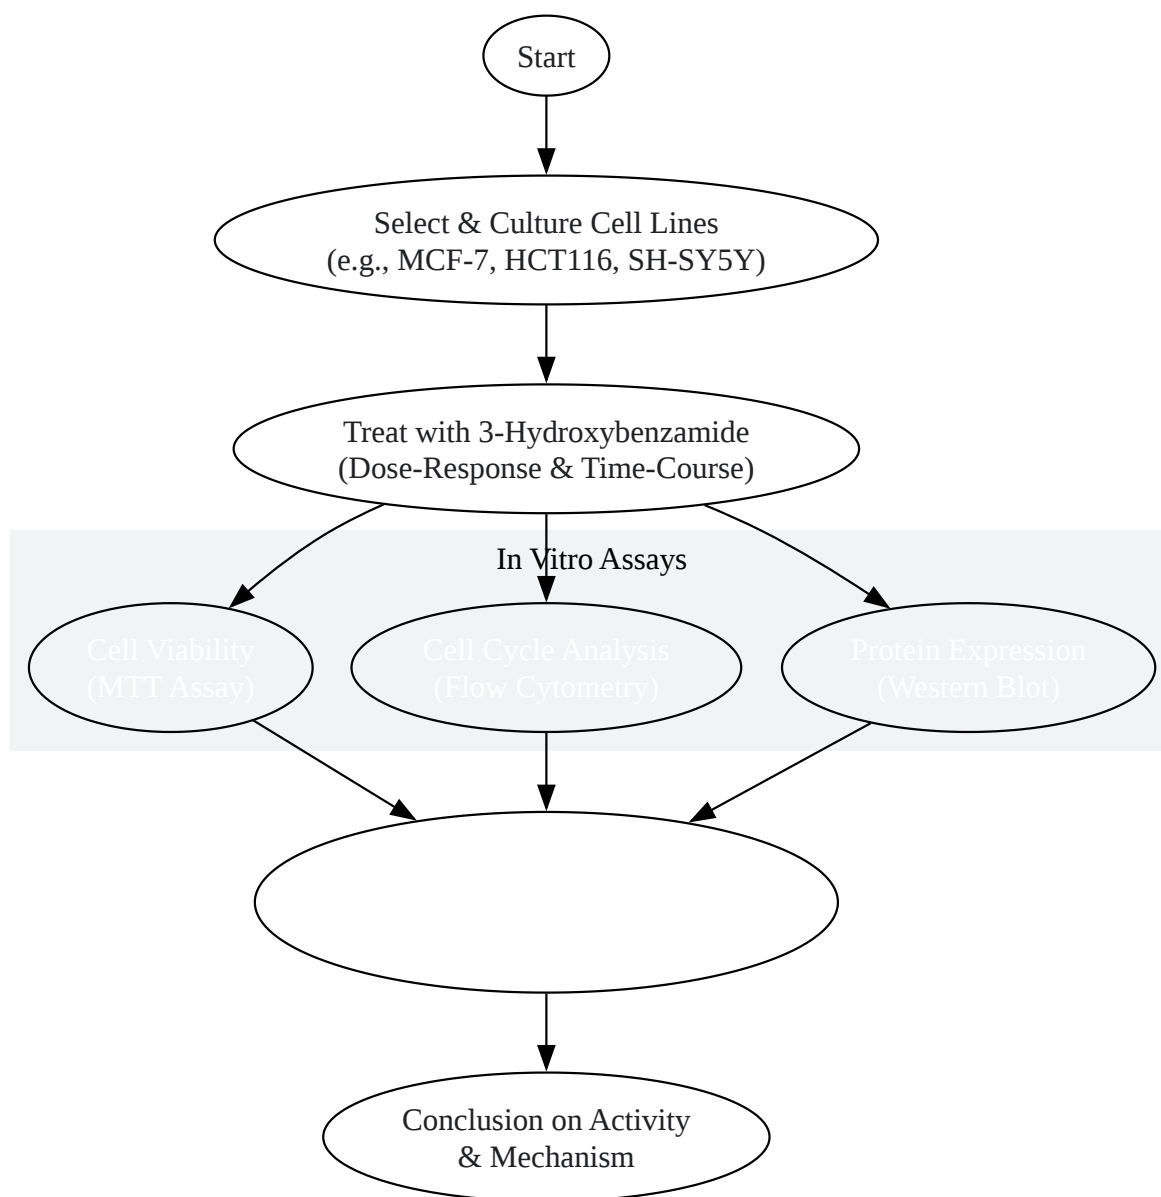 Start
Select & Culture Cell Lines
(e.g., MCF-7, HCT116, SH-SY5Y)
Treat with 3-Hydroxybenzamide
(Dose-Response & Time-Course)
In Vitro Assays
Cell Viability
(MTT Assay)
Cell Cycle Analysis
(Flow Cytometry)
Protein Expression
(Western Blot)
Conclusion on Activity
& Mechanism